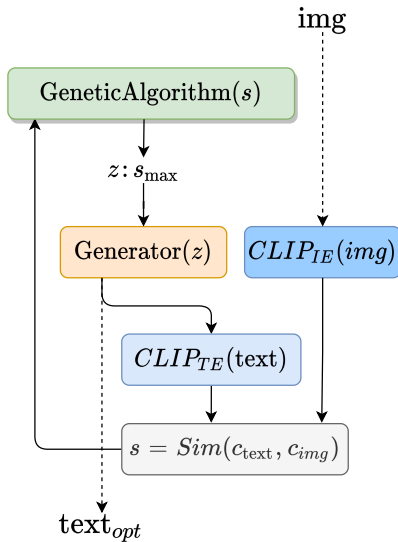 img
GeneticAlgorithm(s)
z: s_max
Generator(z)
CLIP_IE(img)
CLIP_TE(text)
s = Sim(c_text, c_img)
text_opt